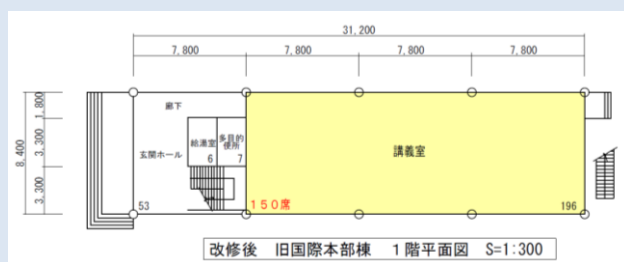 31,200
7,800 7,800 7,800 7,800
8,400
1,800
3,300
3,300
廊下
給湯室
6
多目的
便所
7
玄関ホール
講義室
53
150席
196
改修後 旧国際本部棟 1階平面図 S=1:300